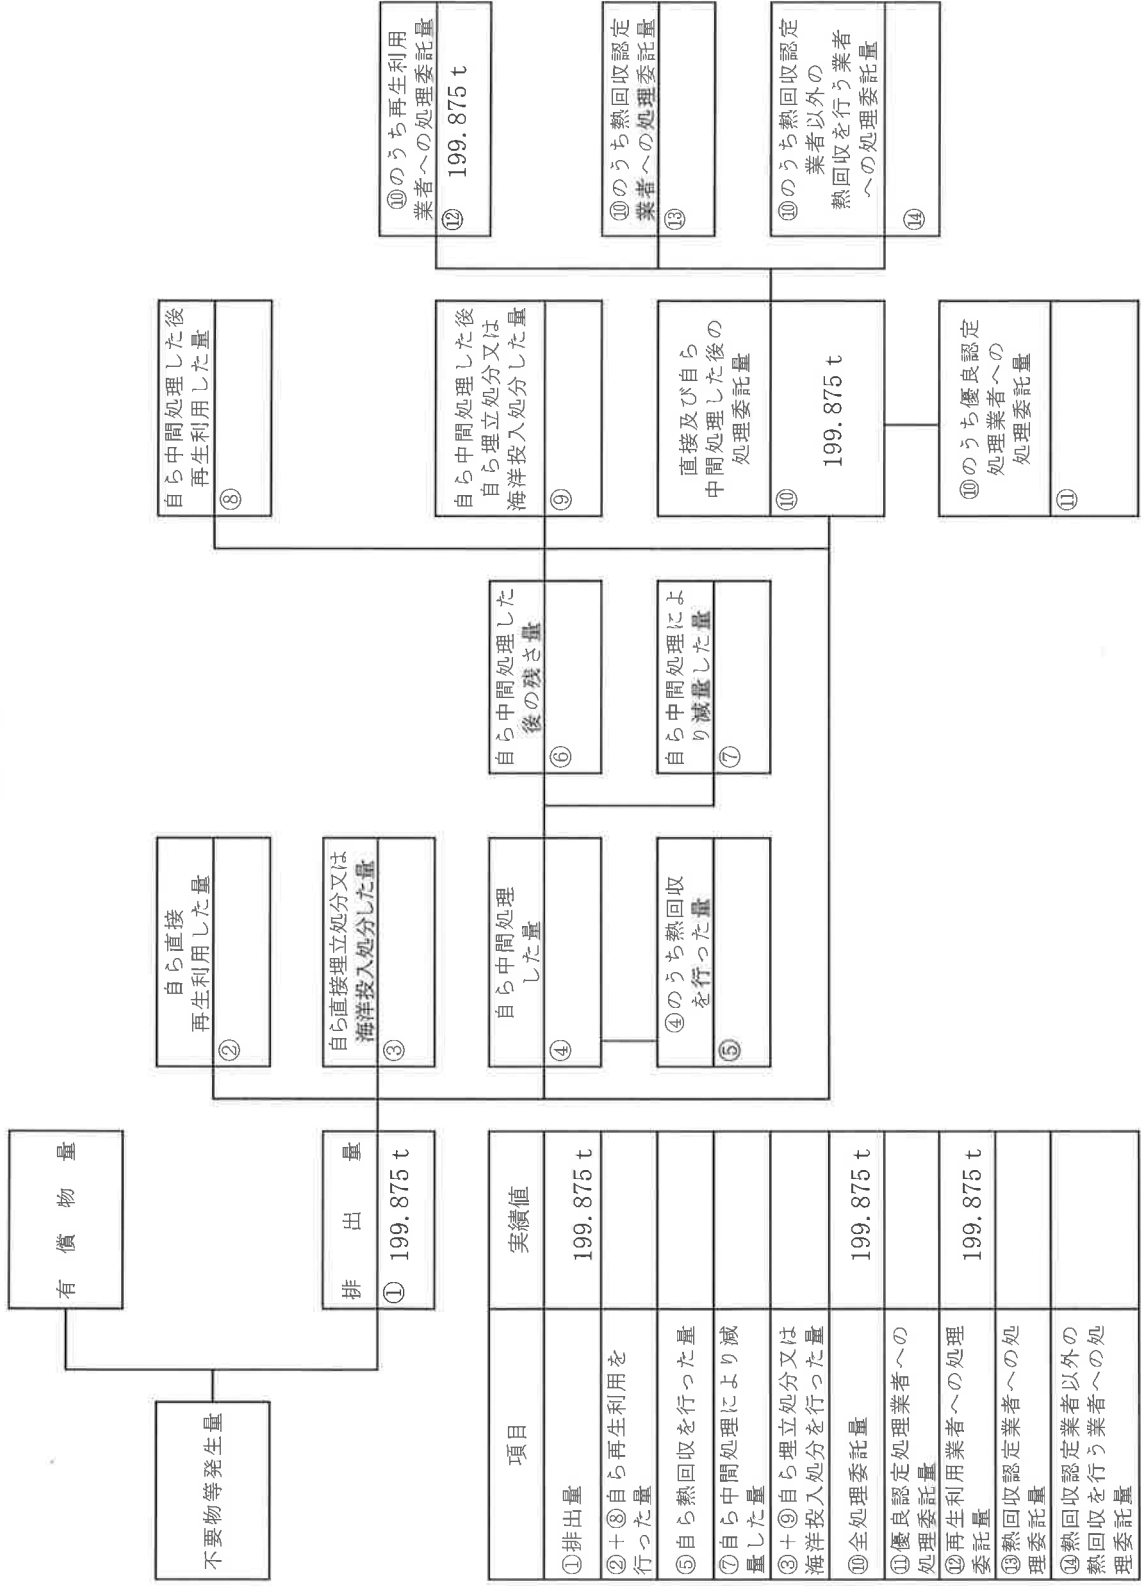 不要物等発生量
有償物量
排出量
① 199.875 t
自ら直接
再生利用した量
②
自ら直接埋立処分又は
海洋投入処分した量
③
自ら中間処理
した量
④
④のうち熱回収
を行った量
⑤
自ら中間処理した
後の残さ量
⑥
自ら中間処理によ
り減量した量
⑦
自ら中間処理した後
再生利用した量
⑧
自ら中間処理した後
自ら埋立処分又は
海洋投入処分した量
⑨
直接及び自ら
中間処理した後の
処理委託量
⑩
199.875 t
⑩のうち優良認定
処理業者への
処理委託量
⑪
⑩のうち再生利用
業者への処理委託量
⑫ 199.875 t
⑩のうち熱回収認定
業者への処理委託量
⑬
⑩のうち熱回収認定
業者以外の
熱回収を行う業者
への処理委託量
⑭
項目 実績値
①排出量 199.875 t
②+⑧自ら再生利用を
行った量
⑤自ら熱回収を行った量
⑦自ら中間処理により減
量した量
③+⑨自ら埋立処分又は
海洋投入処分を行った量
⑩全処理委託量 199.875 t
⑪優良認定処理業者への
処理委託量
⑫再生利用業者への処理
委託量 199.875 t
⑬熱回収認定業者への処
理委託量
⑭熱回収認定業者以外の
熱回収を行う業者への処
理委託量